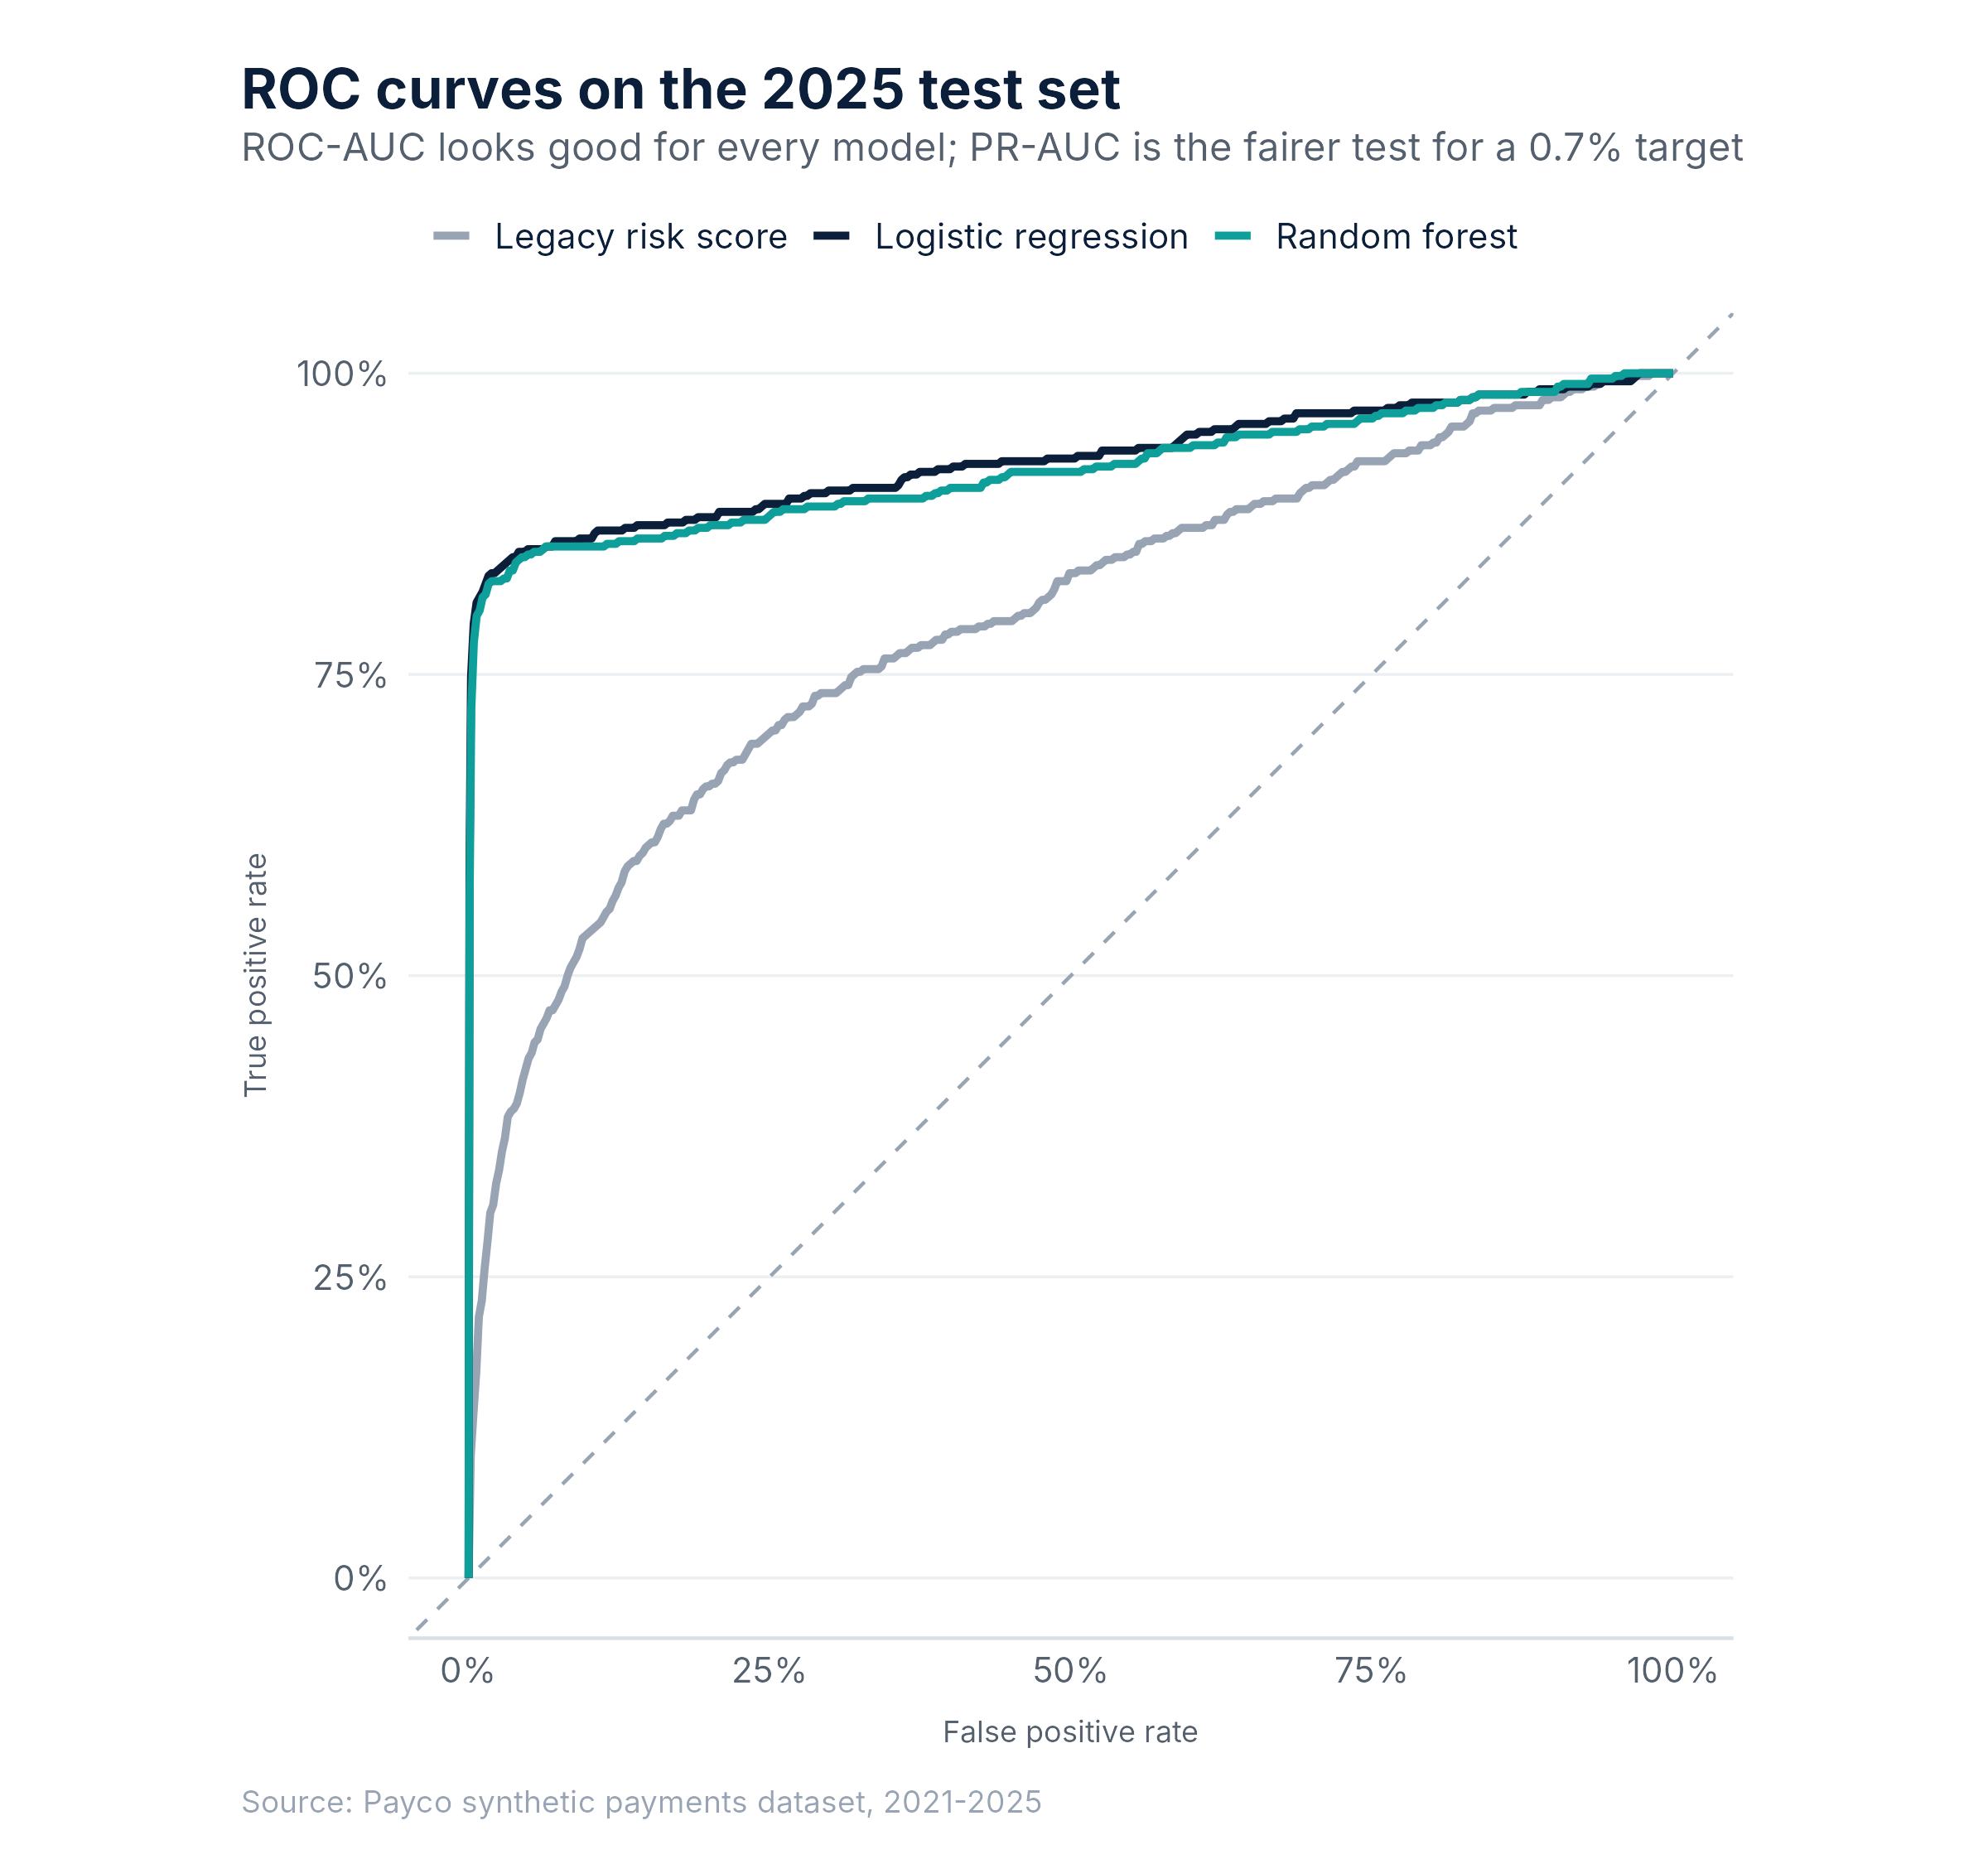 ROC curves on the 2025 test set
ROC-AUC looks good for every model; PR-AUC is the fairer test for a 0.7% target
Legacy risk score Logistic regression Random forest
100%
75%
50%
25%
0%
True positive rate
0% 25% 50% 75% 100%
False positive rate
Source: Payco synthetic payments dataset, 2021-2025